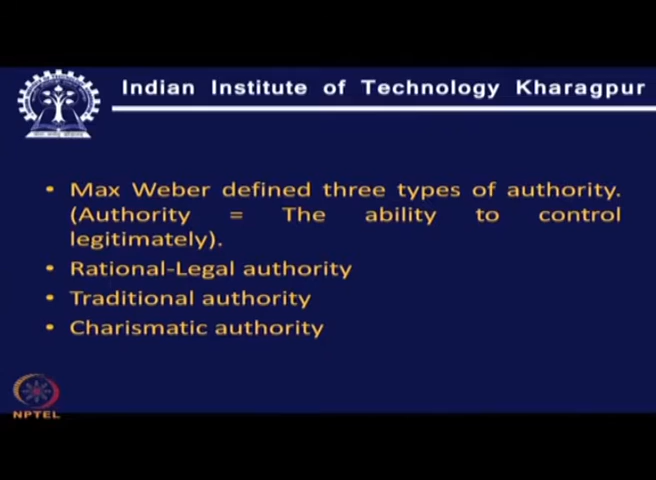 Indian Institute of Technology Kharagpur
• Max Weber defined three types of authority.
(Authority = The ability to control
legitimately).
• Rational-Legal authority
• Traditional authority
• Charismatic authority
NPTEL